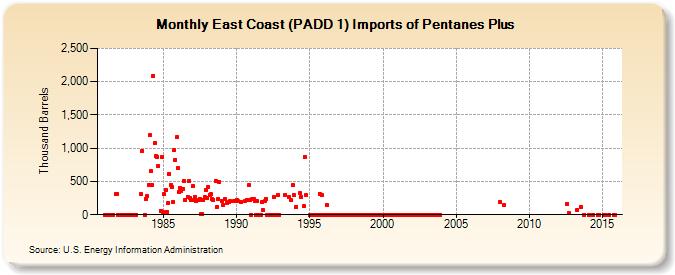 Monthly East Coast (PADD 1) Imports of Pentanes Plus
Thousand Barrels
2,500
2,000
1,500
1,000
500
0
1985 1990 1995 2000 2005 2010 2015
Source: U.S. Energy Information Administration